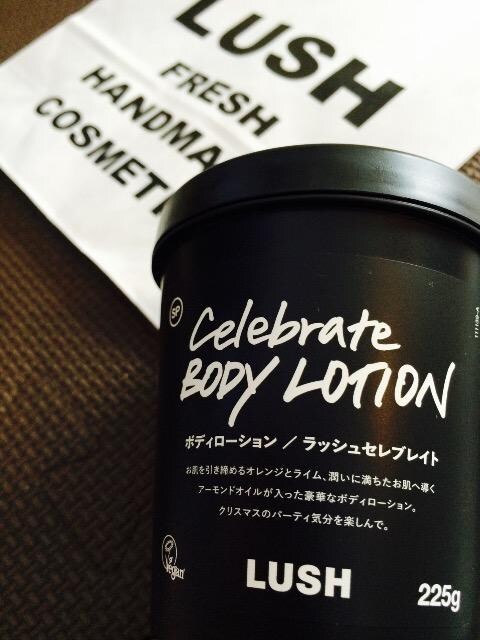 LUSH
FRESH
HANDMA
COSMETI
SP
Celebrate
BODY LOTION
ボディローション / ラッシュセレブレイト
お肌を引き締めるオレンジとライム、潤いに満ちたお肌へ導く
アーモンドオイルが入った豪華なボディローション。
クリスマスのパーティ気分を楽しんで。
Vegan
LUSH
225g